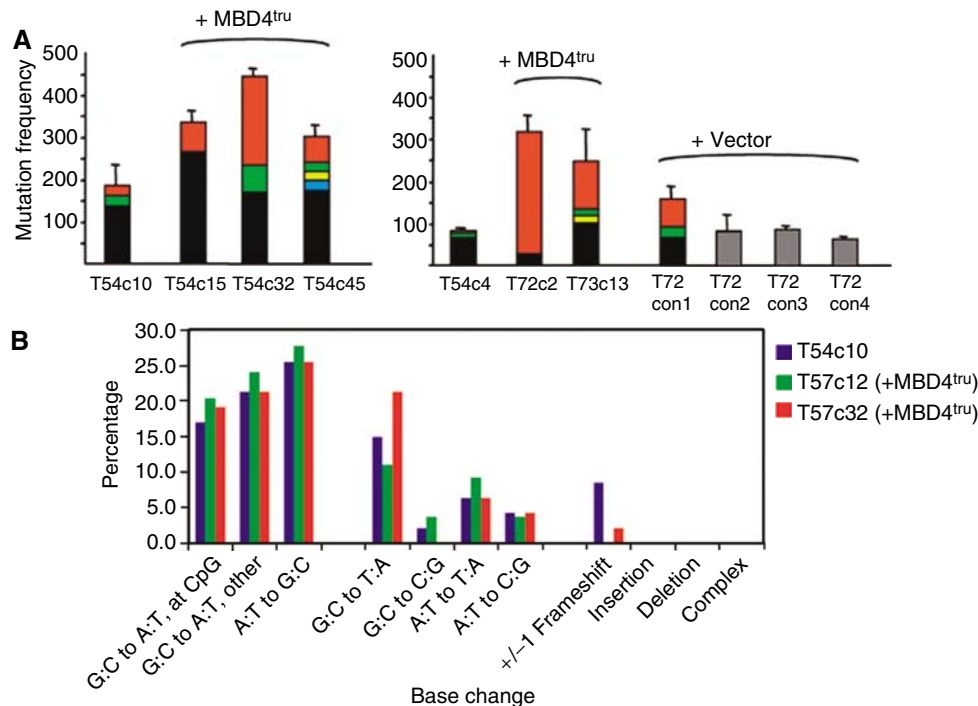 A
+ MBD4tru
Mutation frequency
500
400
300
200
100
T54c10
T54c15
T54c32
T54c45
+ MBD4tru
+ Vector
500
400
300
200
100
T54c4
T72c2
T73c13
T72 con1
T72 con2
T72 con3
T72 con4
B
Percentage
30.0
25.0
20.0
15.0
10.0
5.0
0.0
G:C to A:T, at CpG
G:C to A:T, other
A:T to G:C
G:C to T:A
G:C to C:G
A:T to T:A
A:T to C:G
+/−1 Frameshift
Insertion
Deletion
Complex
Base change
T54c10
T57c12 (+MBD4tru)
T57c32 (+MBD4tru)